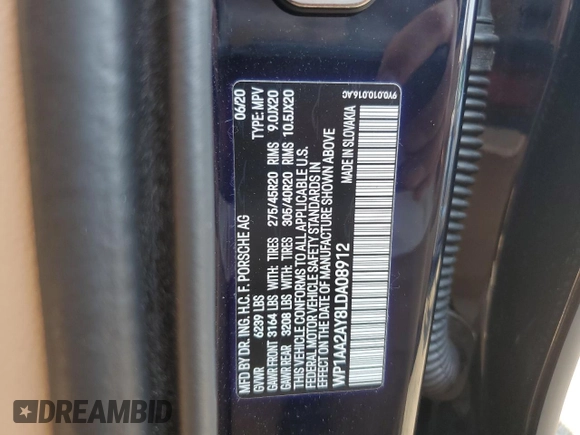 MFD BY DR. ING. H.C. F. PORSCHE AG 06/20
GVWR 6239 LBS TYPE: MPV
GAWR FRONT 3164 LBS WITH: TIRES 275/45R20 RIMS 9.0JX20
GAWR REAR 3208 LBS WITH: TIRES 305/40R20 RIMS 10.5JX20
THIS VEHICLE CONFORMS TO ALL APPLICABLE U.S.
FEDERAL MOTOR VEHICLE SAFETY STANDARDS IN
EFFECT ON THE DATE OF MANUFACTURE SHOWN ABOVE
WP1AA2AY8LDA08912 MADE IN SLOVAKIA
9Y0.010.016.AC
DREAMBID